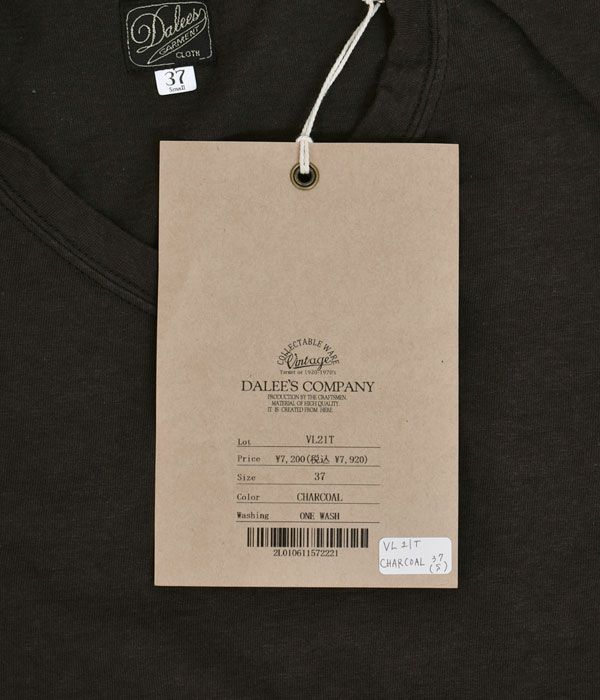 Dalees
GARMENT
CLOTH
37
Small
COLLECTABLE WARE
Vintage
Target at 1920-1970's
DALEE'S COMPANY
PRODUCTION BY THE CRAFTSMEN.
MATERIAL OF HIGH QUALITY.
IT IS CREATED FROM HERE
Lot VL21T
Price ¥7,200(税込 ¥7,920)
Size 37
Color CHARCOAL
Washing ONE WASH
2L010611572221
VL21T
CHARCOAL 37
(S)